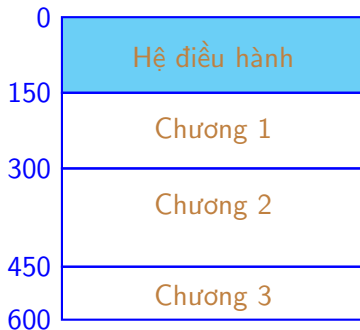 0
Hệ điều hành
150
Chương 1
300
Chương 2
450
Chương 3
600